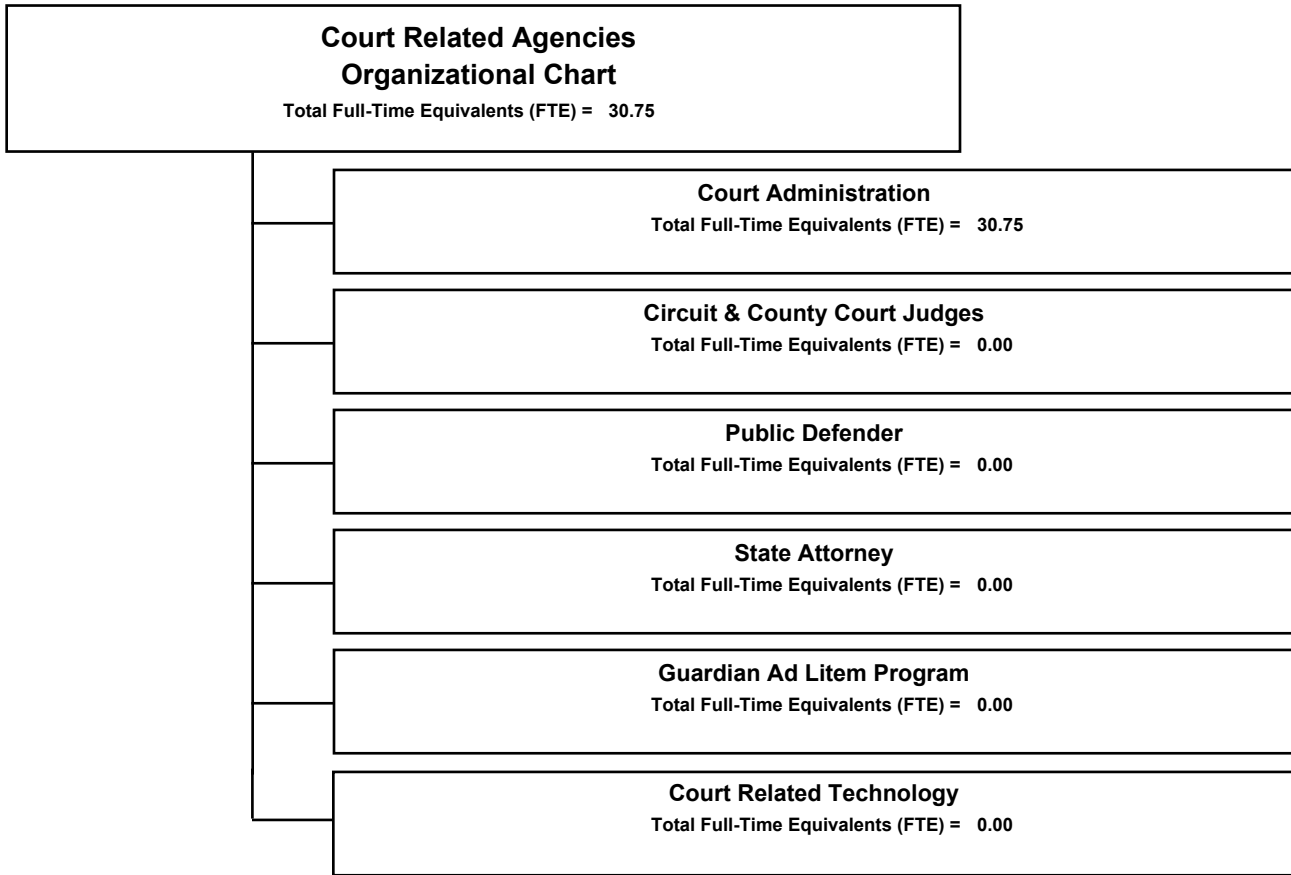 Court Related Agencies
Organizational Chart
Total Full-Time Equivalents (FTE) = 30.75
Court Administration
Total Full-Time Equivalents (FTE) = 30.75
Circuit & County Court Judges
Total Full-Time Equivalents (FTE) = 0.00
Public Defender
Total Full-Time Equivalents (FTE) = 0.00
State Attorney
Total Full-Time Equivalents (FTE) = 0.00
Guardian Ad Litem Program
Total Full-Time Equivalents (FTE) = 0.00
Court Related Technology
Total Full-Time Equivalents (FTE) = 0.00